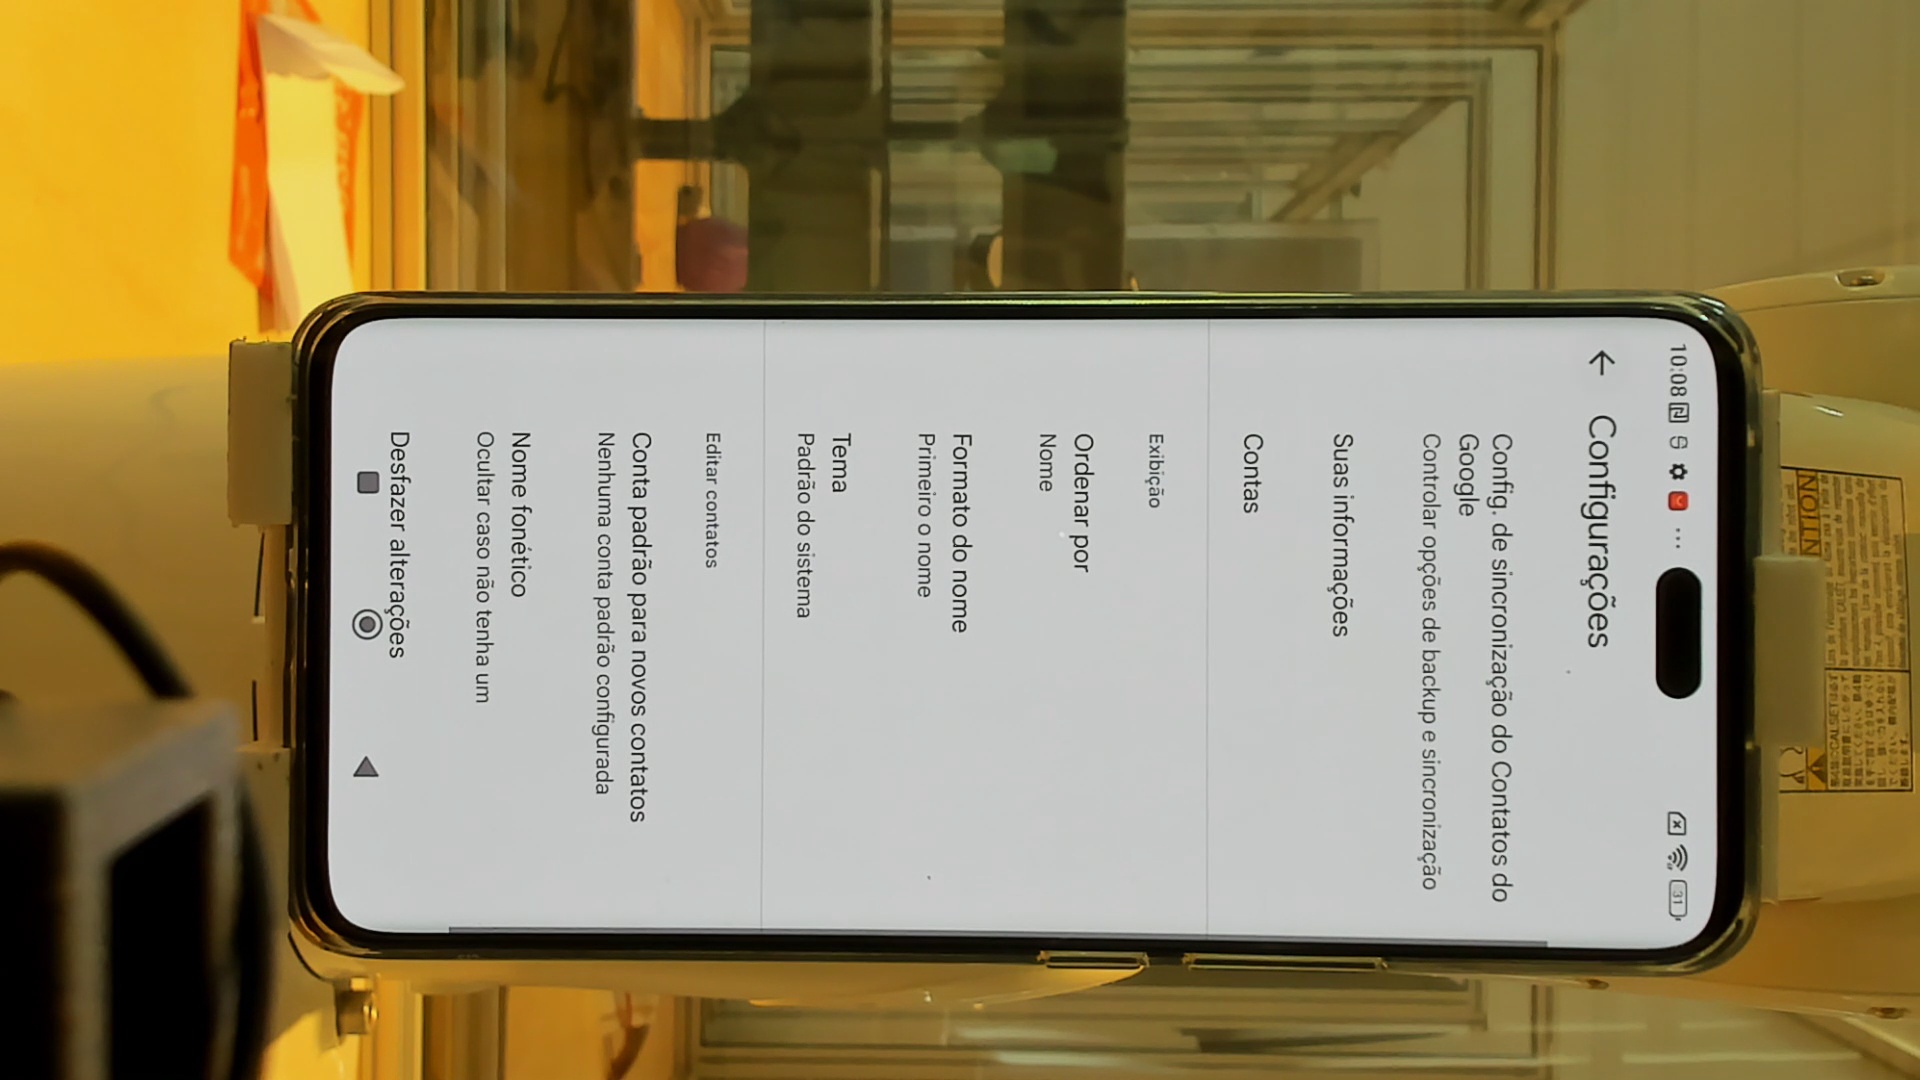 10:08
31
Configurações
Config. de sincronização do Contatos do
Google
Controlar opções de backup e sincronização
Suas informações
Contas
Exibição
Ordenar por
Nome
Formato do nome
Primeiro o nome
Tema
Padrão do sistema
Editar contatos
Conta padrão para novos contatos
Nenhuma conta padrão configurada
Nome fonético
Ocultar caso não tenha um
Desfazer alterações